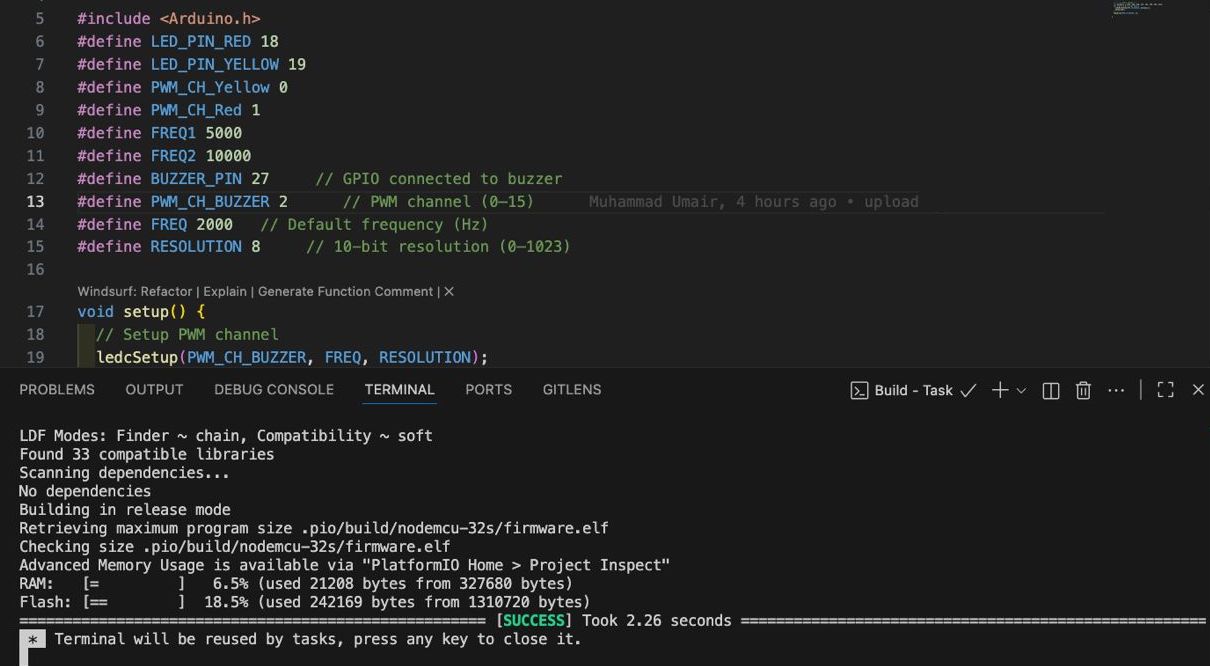 5 #include <Arduino.h>
6 #define LED_PIN_RED 18
7 #define LED_PIN_YELLOW 19
8 #define PWM_CH_Yellow 0
9 #define PWM_CH_Red 1
10 #define FREQ1 5000
11 #define FREQ2 10000
12 #define BUZZER_PIN 27     // GPIO connected to buzzer
13 #define PWM_CH_BUZZER 2      // PWM channel (0–15)      Muhammad Umair, 4 hours ago • upload
14 #define FREQ 2000   // Default frequency (Hz)
15 #define RESOLUTION 8     // 10-bit resolution (0–1023)
16
Windsurf: Refactor | Explain | Generate Function Comment | X
17 void setup() {
18   // Setup PWM channel
19   ledcSetup(PWM_CH_BUZZER, FREQ, RESOLUTION);
PROBLEMS OUTPUT DEBUG CONSOLE TERMINAL PORTS GITLENS Build - Task
LDF Modes: Finder ~ chain, Compatibility ~ soft
Found 33 compatible libraries
Scanning dependencies...
No dependencies
Building in release mode
Retrieving maximum program size .pio/build/nodemcu-32s/firmware.elf
Checking size .pio/build/nodemcu-32s/firmware.elf
Advanced Memory Usage is available via "PlatformIO Home > Project Inspect"
RAM:   [=         ]   6.5% (used 21208 bytes from 327680 bytes)
Flash: [==        ]  18.5% (used 242169 bytes from 1310720 bytes)
=================================================== [SUCCESS] Took 2.26 seconds ===================================================
* Terminal will be reused by tasks, press any key to close it.